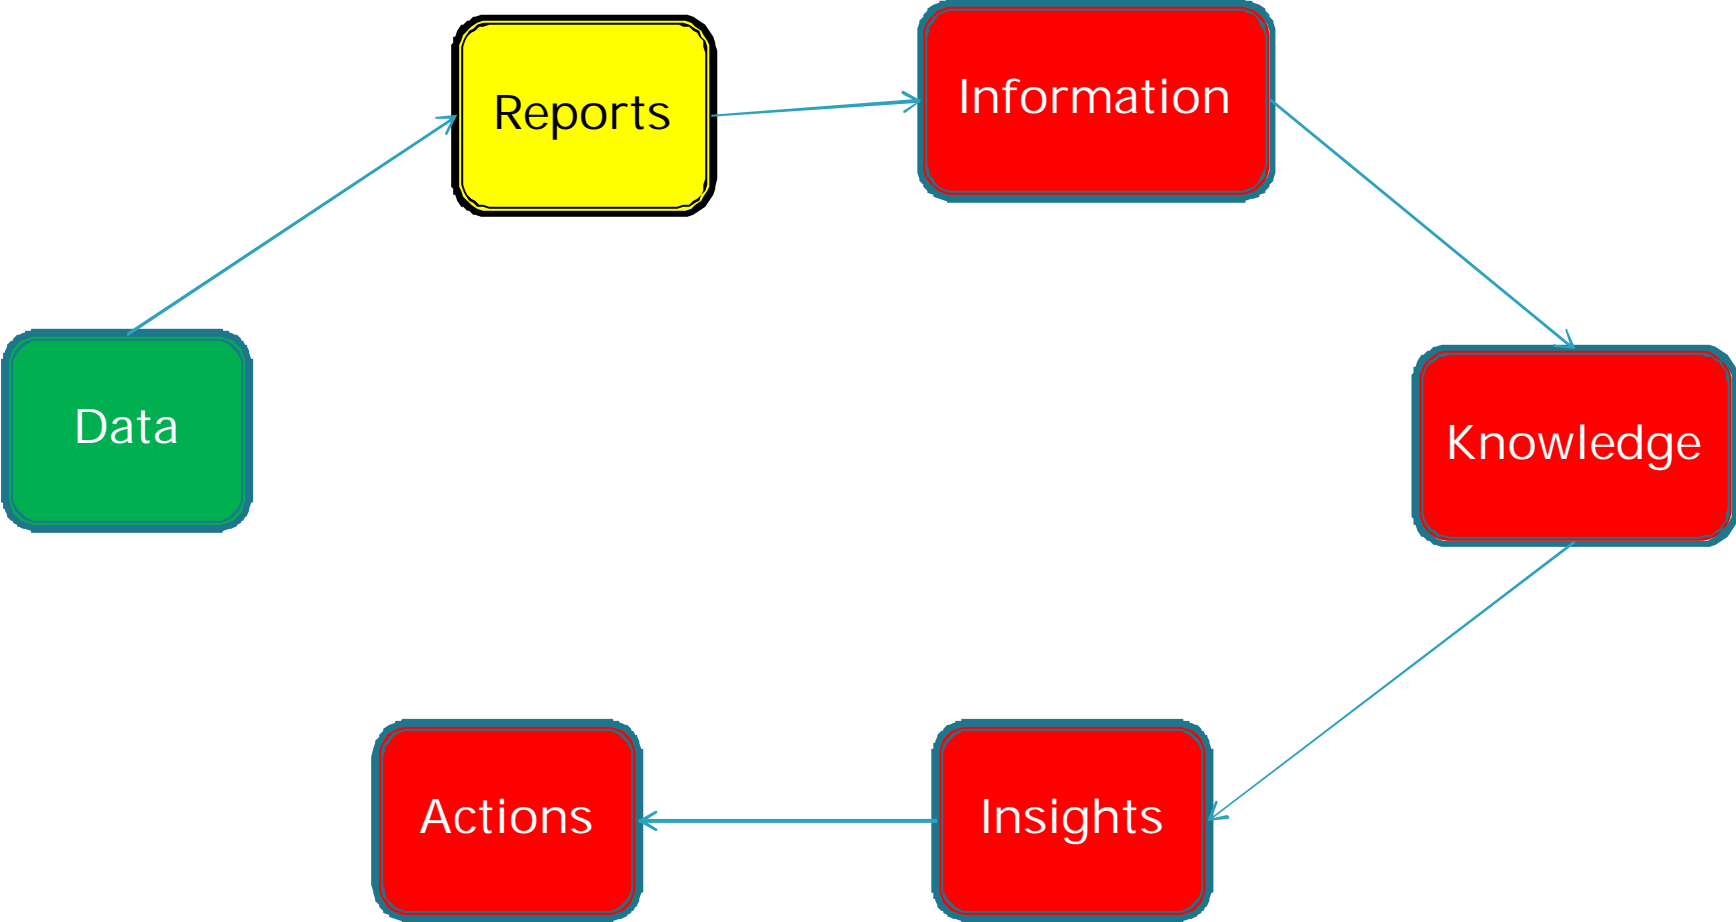 Reports
Information
Data
Knowledge
Actions
Insights